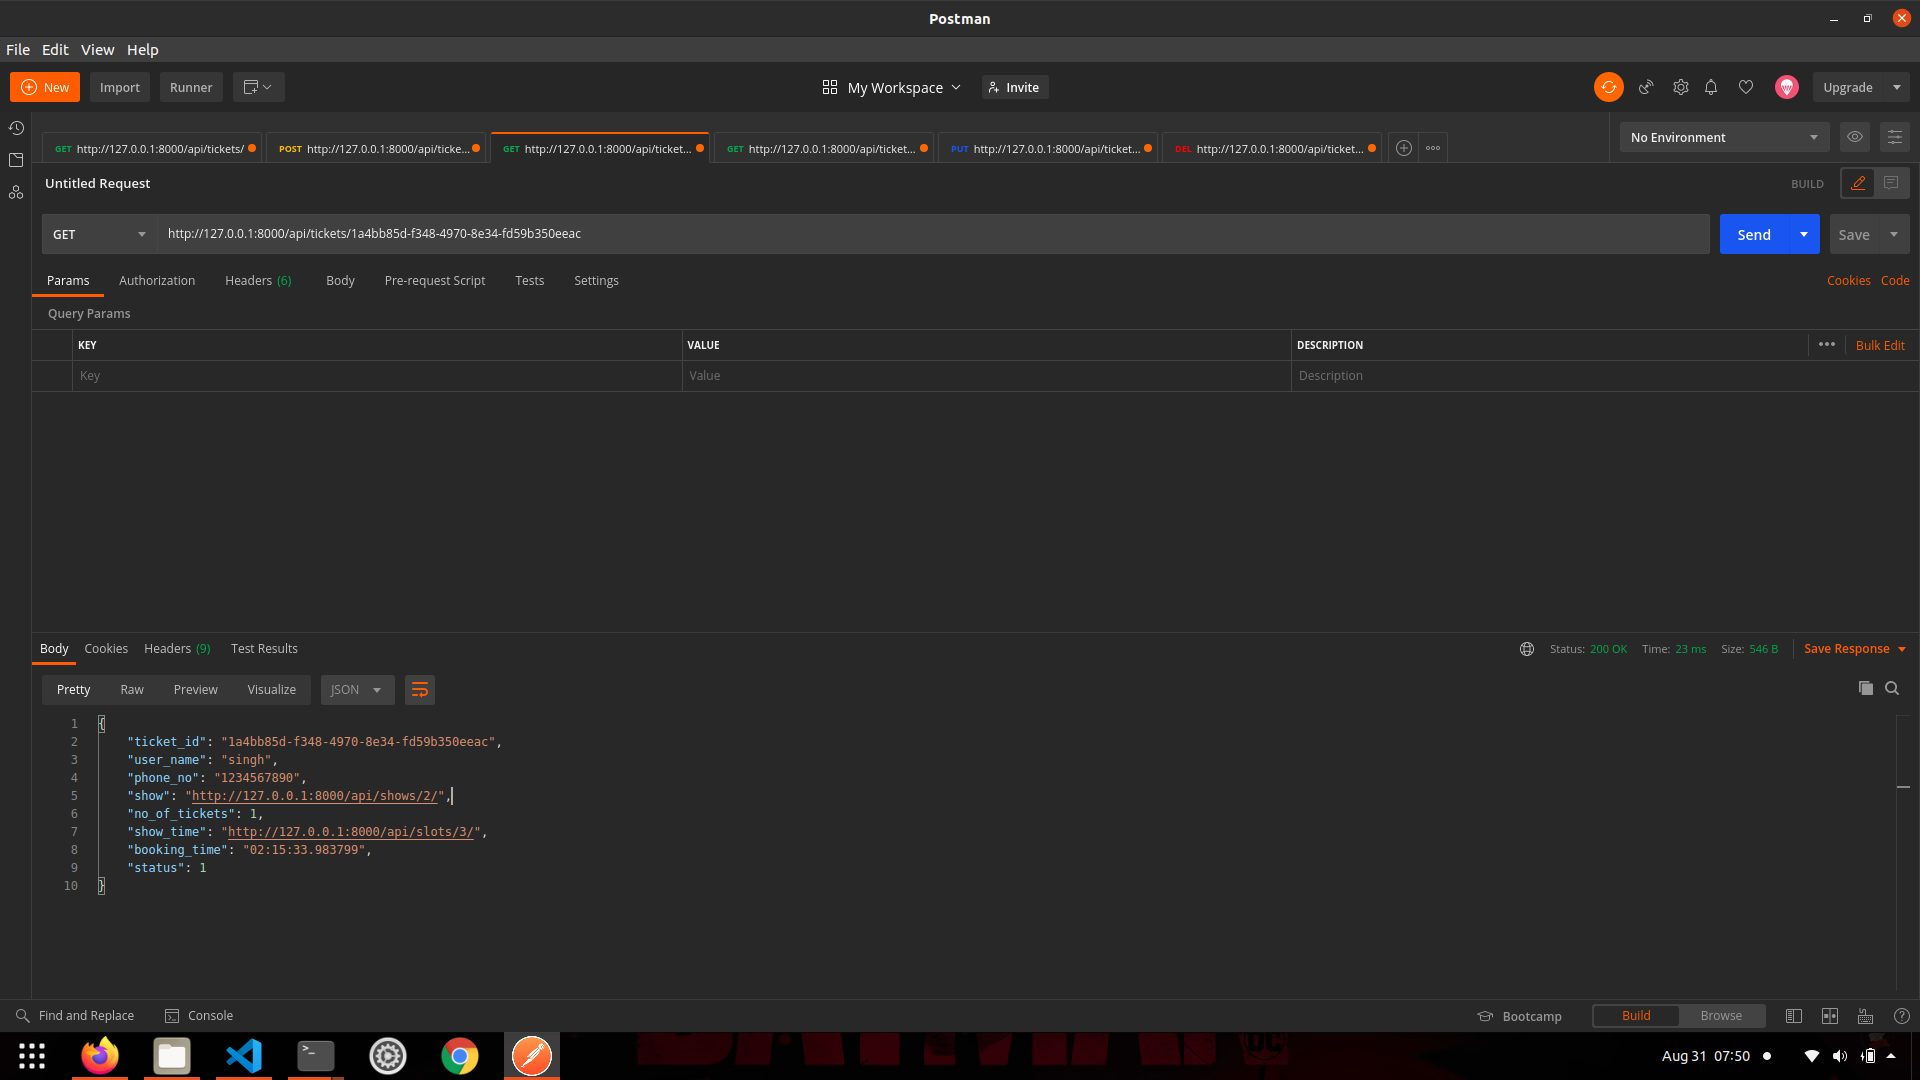 Postman
File Edit View Help
New Import Runner My Workspace Invite Upgrade
GET http://127.0.0.1:8000/api/tickets/ POST http://127.0.0.1:8000/api/ticke... GET http://127.0.0.1:8000/api/ticket... GET http://127.0.0.1:8000/api/ticket... PUT http://127.0.0.1:8000/api/ticket... DEL http://127.0.0.1:8000/api/ticket... No Environment
Untitled Request BUILD
GET http://127.0.0.1:8000/api/tickets/1a4bb85d-f348-4970-8e34-fd59b350eeac Send Save
Params Authorization Headers (6) Body Pre-request Script Tests Settings Cookies Code
Query Params
KEY VALUE DESCRIPTION Bulk Edit
Key Value Description
Body Cookies Headers (9) Test Results Status: 200 OK Time: 23 ms Size: 546 B Save Response
Pretty Raw Preview Visualize JSON
1 {
2 "ticket_id": "1a4bb85d-f348-4970-8e34-fd59b350eeac",
3 "user_name": "singh",
4 "phone_no": "1234567890",
5 "show": "http://127.0.0.1:8000/api/shows/2/",
6 "no_of_tickets": 1,
7 "show_time": "http://127.0.0.1:8000/api/slots/3/",
8 "booking_time": "02:15:33.983799",
9 "status": 1
10 }
Find and Replace Console Bootcamp Build Browse
Aug 31 07:50